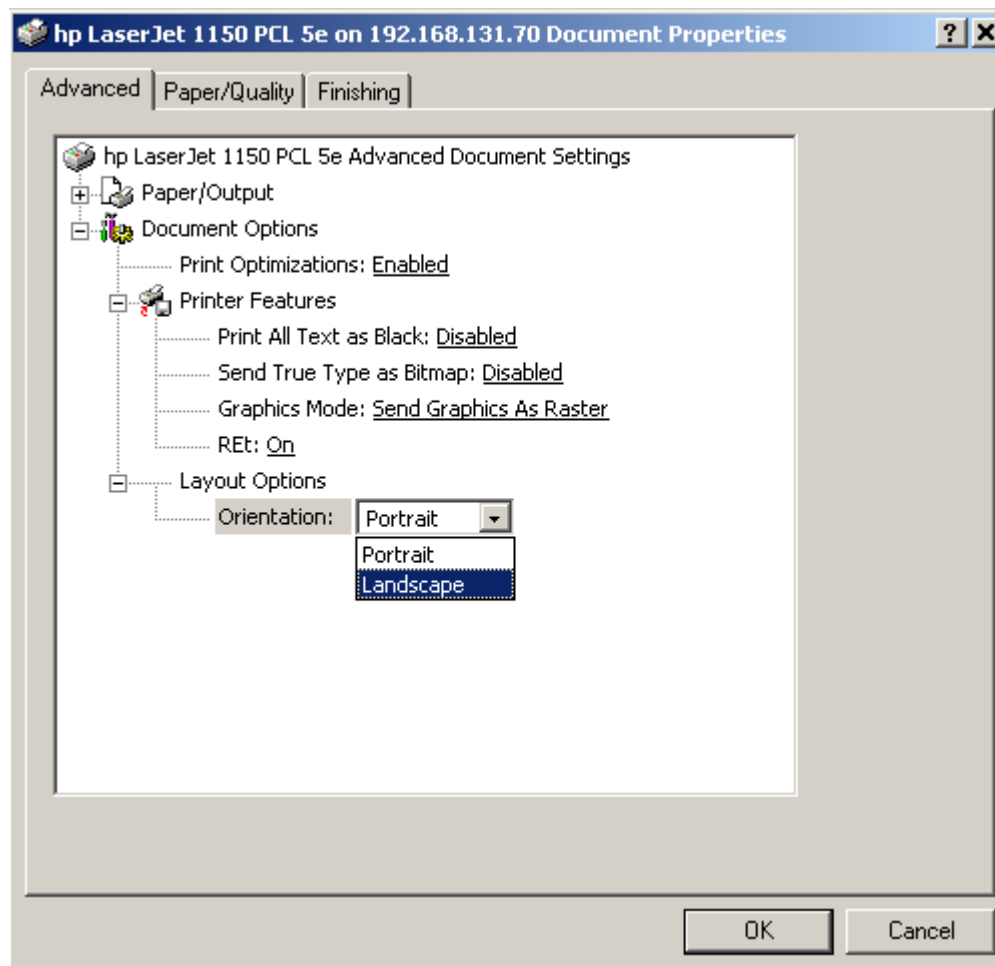 hp LaserJet 1150 PCL 5e on 192.168.131.70 Document Properties
Advanced Paper/Quality Finishing
hp LaserJet 1150 PCL 5e Advanced Document Settings
Paper/Output
Document Options
Print Optimizations: Enabled
Printer Features
Print All Text as Black: Disabled
Send True Type as Bitmap: Disabled
Graphics Mode: Send Graphics As Raster
REt: On
Layout Options
Orientation: Portrait
Portrait
Landscape
OK Cancel